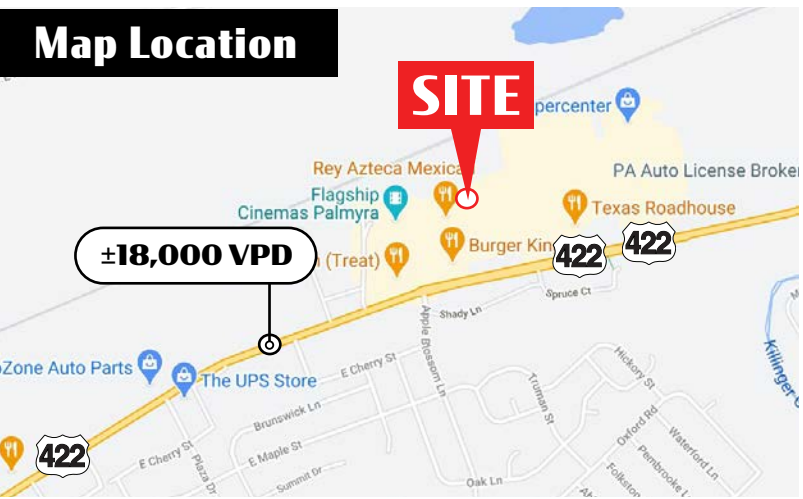 Map Location
SITE
percenter
Rey Azteca Mexica
PA Auto License Broker
Flagship
Cinemas Palmyra
Texas Roadhouse
±18,000 VPD
(Treat)
Burger Kin
422
422
Spruce Ct
Shady Ln
Apple Blossom Ln
Zone Auto Parts
The UPS Store
E Cherry St
Hickory St
Killinger
Truman St
Brunswick Ln
Oxford Rd
Waterford Ln
422
E Cherry St
Plaza Dr
E Maple St
Summit Dr
Oak Ln
Folkston
Pembrooke L